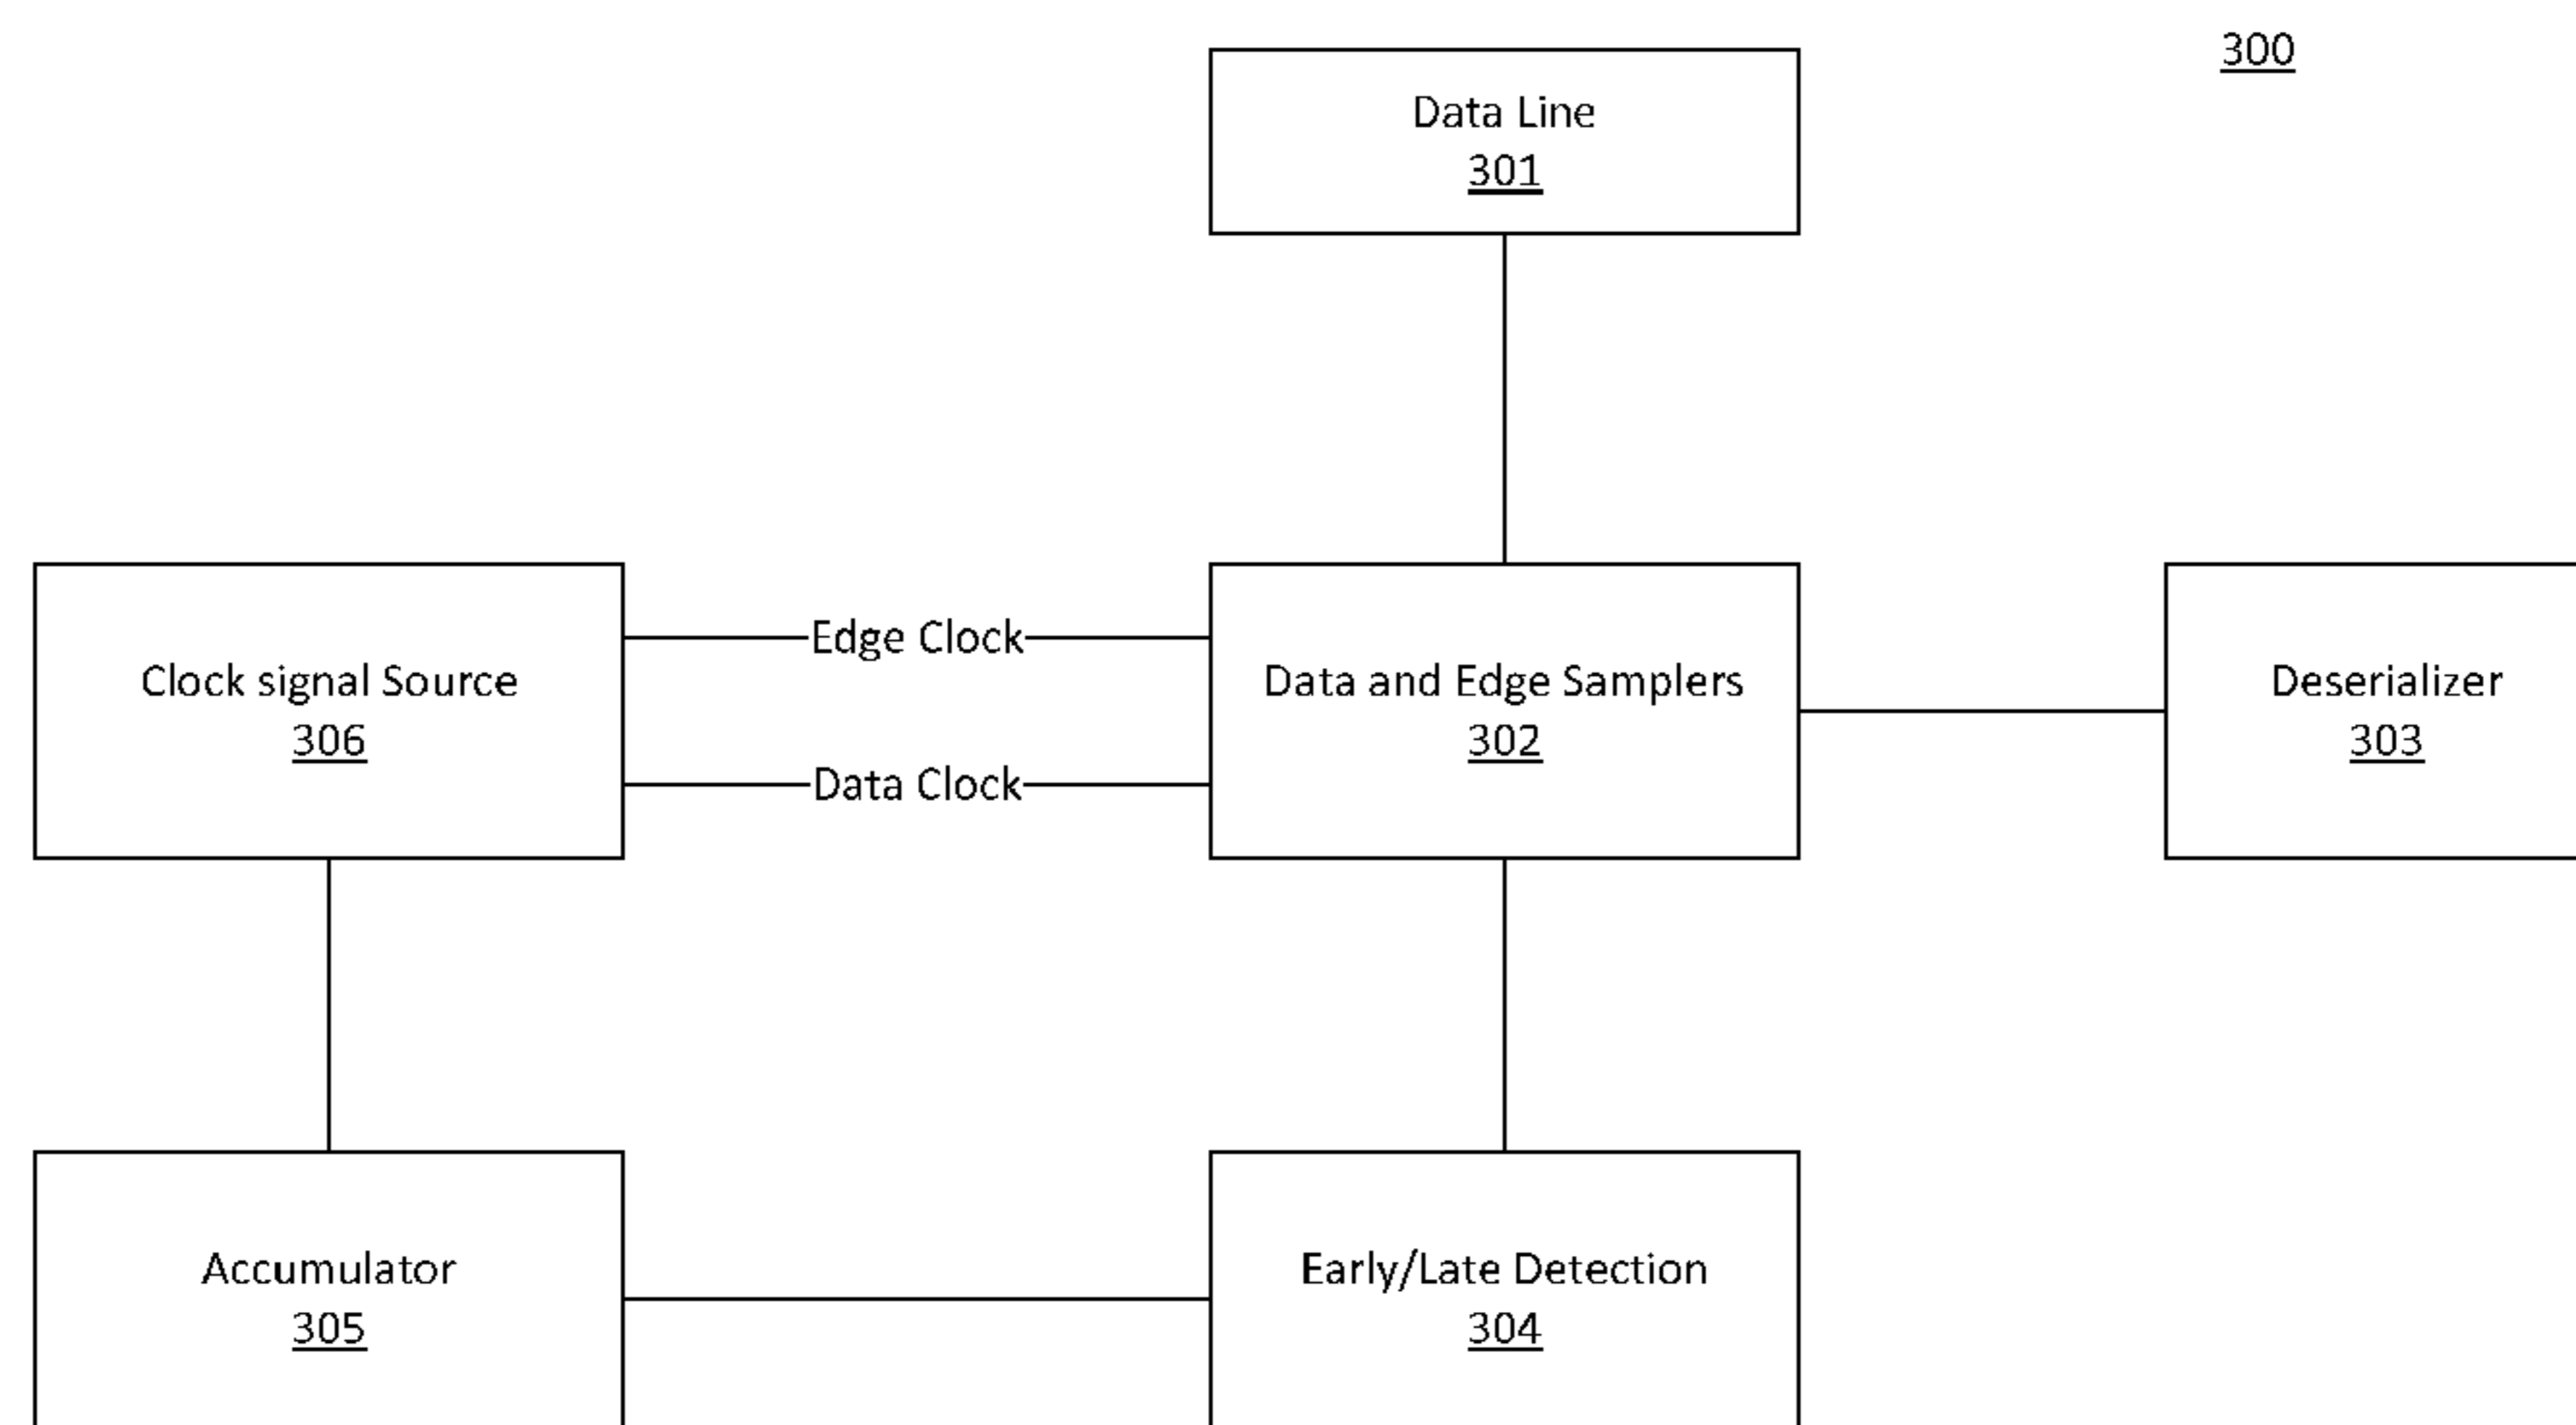 300
Data Line
301
Edge Clock
Clock signal Source
306
Data and Edge Samplers
302
Deserializer
303
Data Clock
Accumulator
305
Early/Late Detection
304